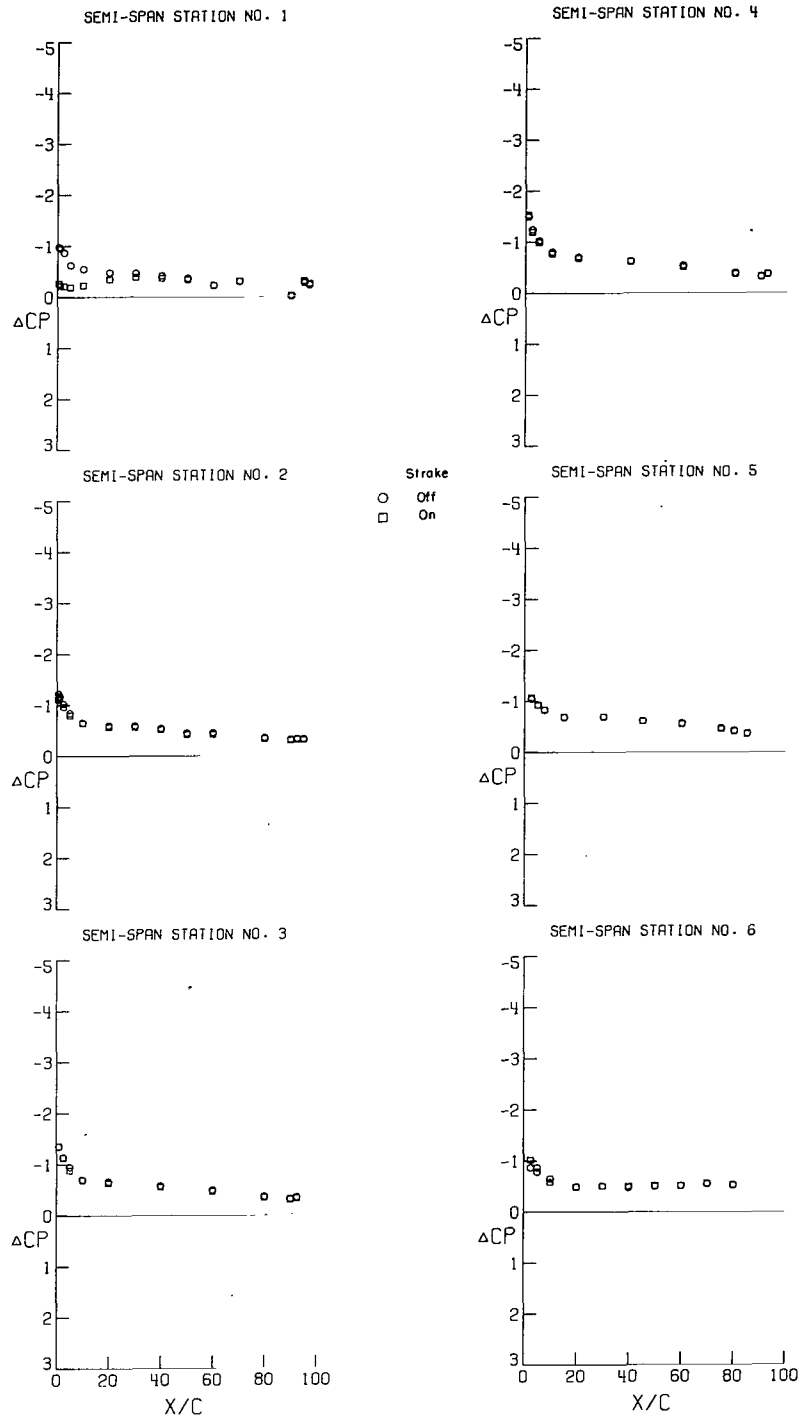 SEMI-SPAN STATION NO. 1
-5
-4
-3
-2
-1
0
ΔCP
1
2
3
SEMI-SPAN STATION NO. 4
-5
-4
-3
-2
-1
0
ΔCP
1
2
3
SEMI-SPAN STATION NO. 2
-5
-4
-3
-2
-1
0
ΔCP
1
2
3
Strake
Off
On
SEMI-SPAN STATION NO. 5
-5
-4
-3
-2
-1
0
ΔCP
1
2
3
SEMI-SPAN STATION NO. 3
-5
-4
-3
-2
-1
0
ΔCP
1
2
3
0 20 40 60 80 100
X/C
SEMI-SPAN STATION NO. 6
-5
-4
-3
-2
-1
0
ΔCP
1
2
3
0 20 40 60 80 100
X/C